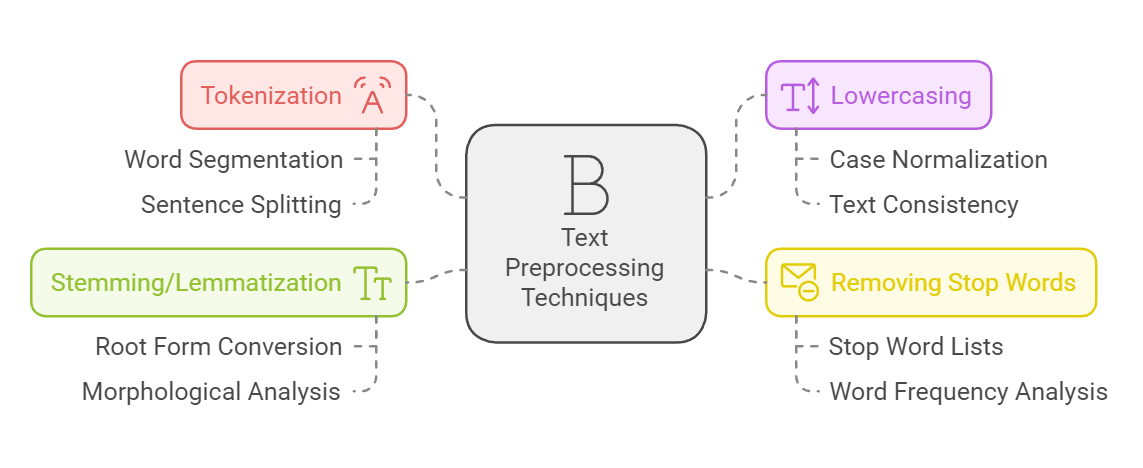 Tokenization
Word Segmentation
Sentence Splitting
Stemming/Lemmatization
Root Form Conversion
Morphological Analysis
Text
Preprocessing
Techniques
Lowercasing
Case Normalization
Text Consistency
Removing Stop Words
Stop Word Lists
Word Frequency Analysis